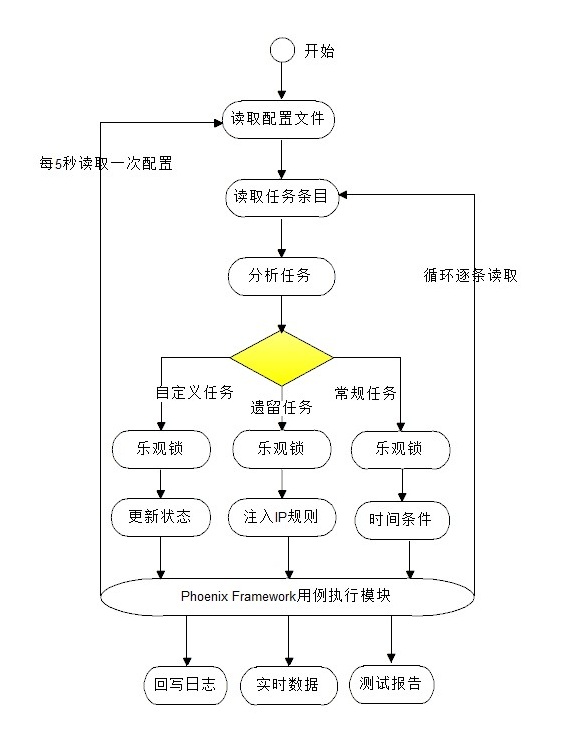 开始
读取配置文件
每5秒读取一次配置
读取任务条目
分析任务
循环逐条读取
自定义任务
遗留任务
常规任务
乐观锁
乐观锁
乐观锁
更新状态
注入IP规则
时间条件
Phoenix Framework用例执行模块
回写日志
实时数据
测试报告